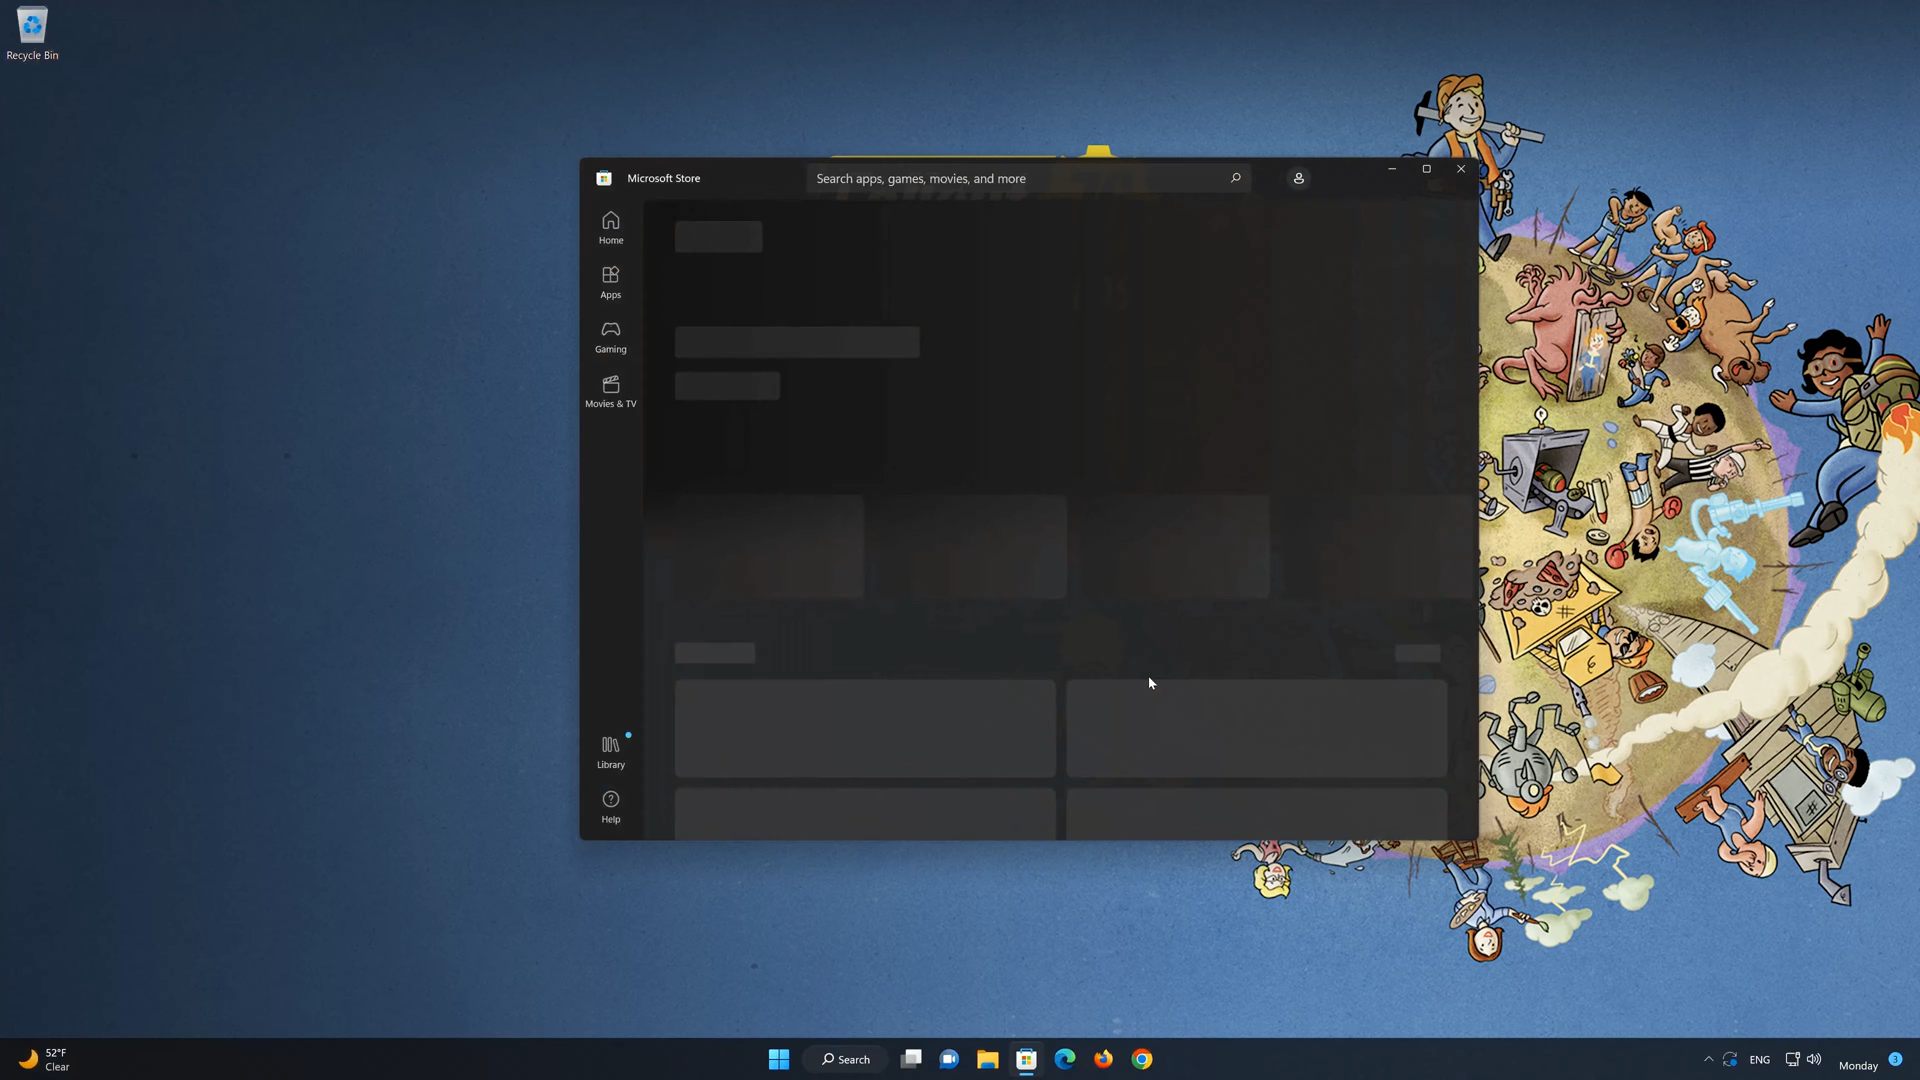 Recycle Bin
Microsoft Store
Search apps, games, movies, and more
Home
Apps
Gaming
Movies & TV
Library
Help
52°F
Clear
Search
ENG
Monday
3